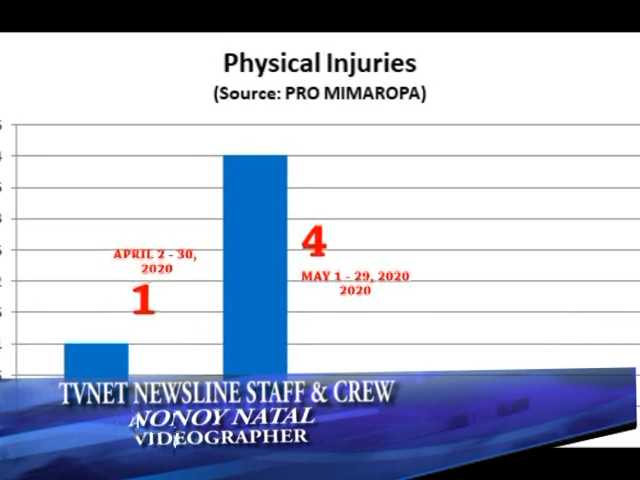 Physical Injuries
(Source: PRO MIMAROPA)
APRIL 2 - 30,
2020
1
4
MAY 1 - 29, 2020
2020
TVNET NEWSLINE STAFF & CREW
NONOY NATAL
VIDEOGRAPHER